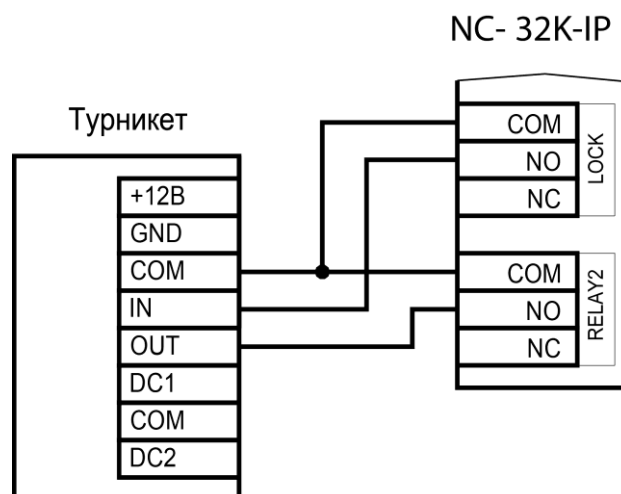 NC- 32K-IP
Турникет
+12В
GND
COM
IN
OUT
DC1
COM
DC2
COM
NO
NC
LOCK
COM
NO
NC
RELAY2